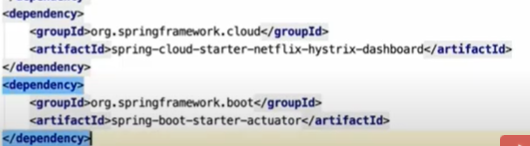 <dependency>
<groupId>org.springframework.cloud</groupId>
<artifactId>spring-cloud-starter-netflix-hystrix-dashboard</artifactId>
</dependency>
<dependency>
<groupId>org.springframework.boot</groupId>
<artifactId>spring-boot-starter-actuator</artifactId>
</dependency>